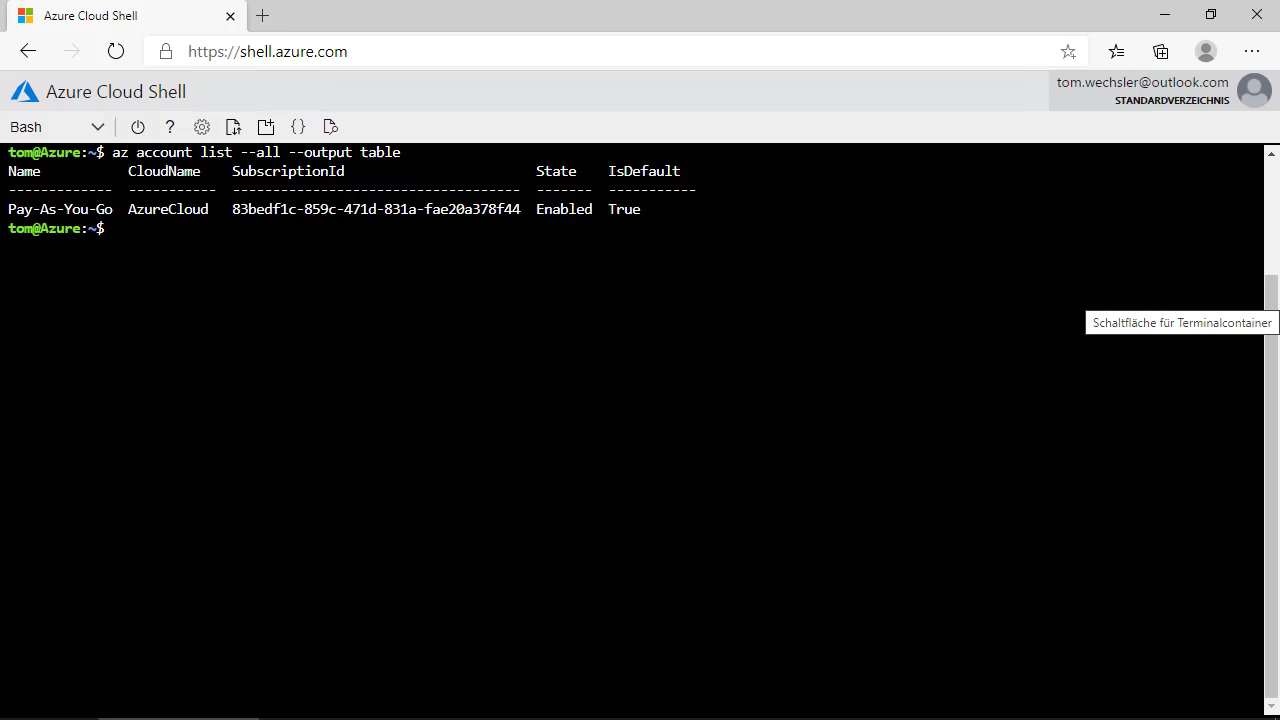 Azure Cloud Shell
https://shell.azure.com
Azure Cloud Shell
tom.wechsler@outlook.com
STANDARDVERZEICHNIS
Bash
tom@Azure:~$ az account list --all --output table
Name CloudName SubscriptionId State IsDefault
------------- ----------- ------------------------------------ ------- -----------
Pay-As-You-Go AzureCloud 83bedf1c-859c-471d-831a-fae20a378f44 Enabled True
tom@Azure:~$
Schaltfläche für Terminalcontainer